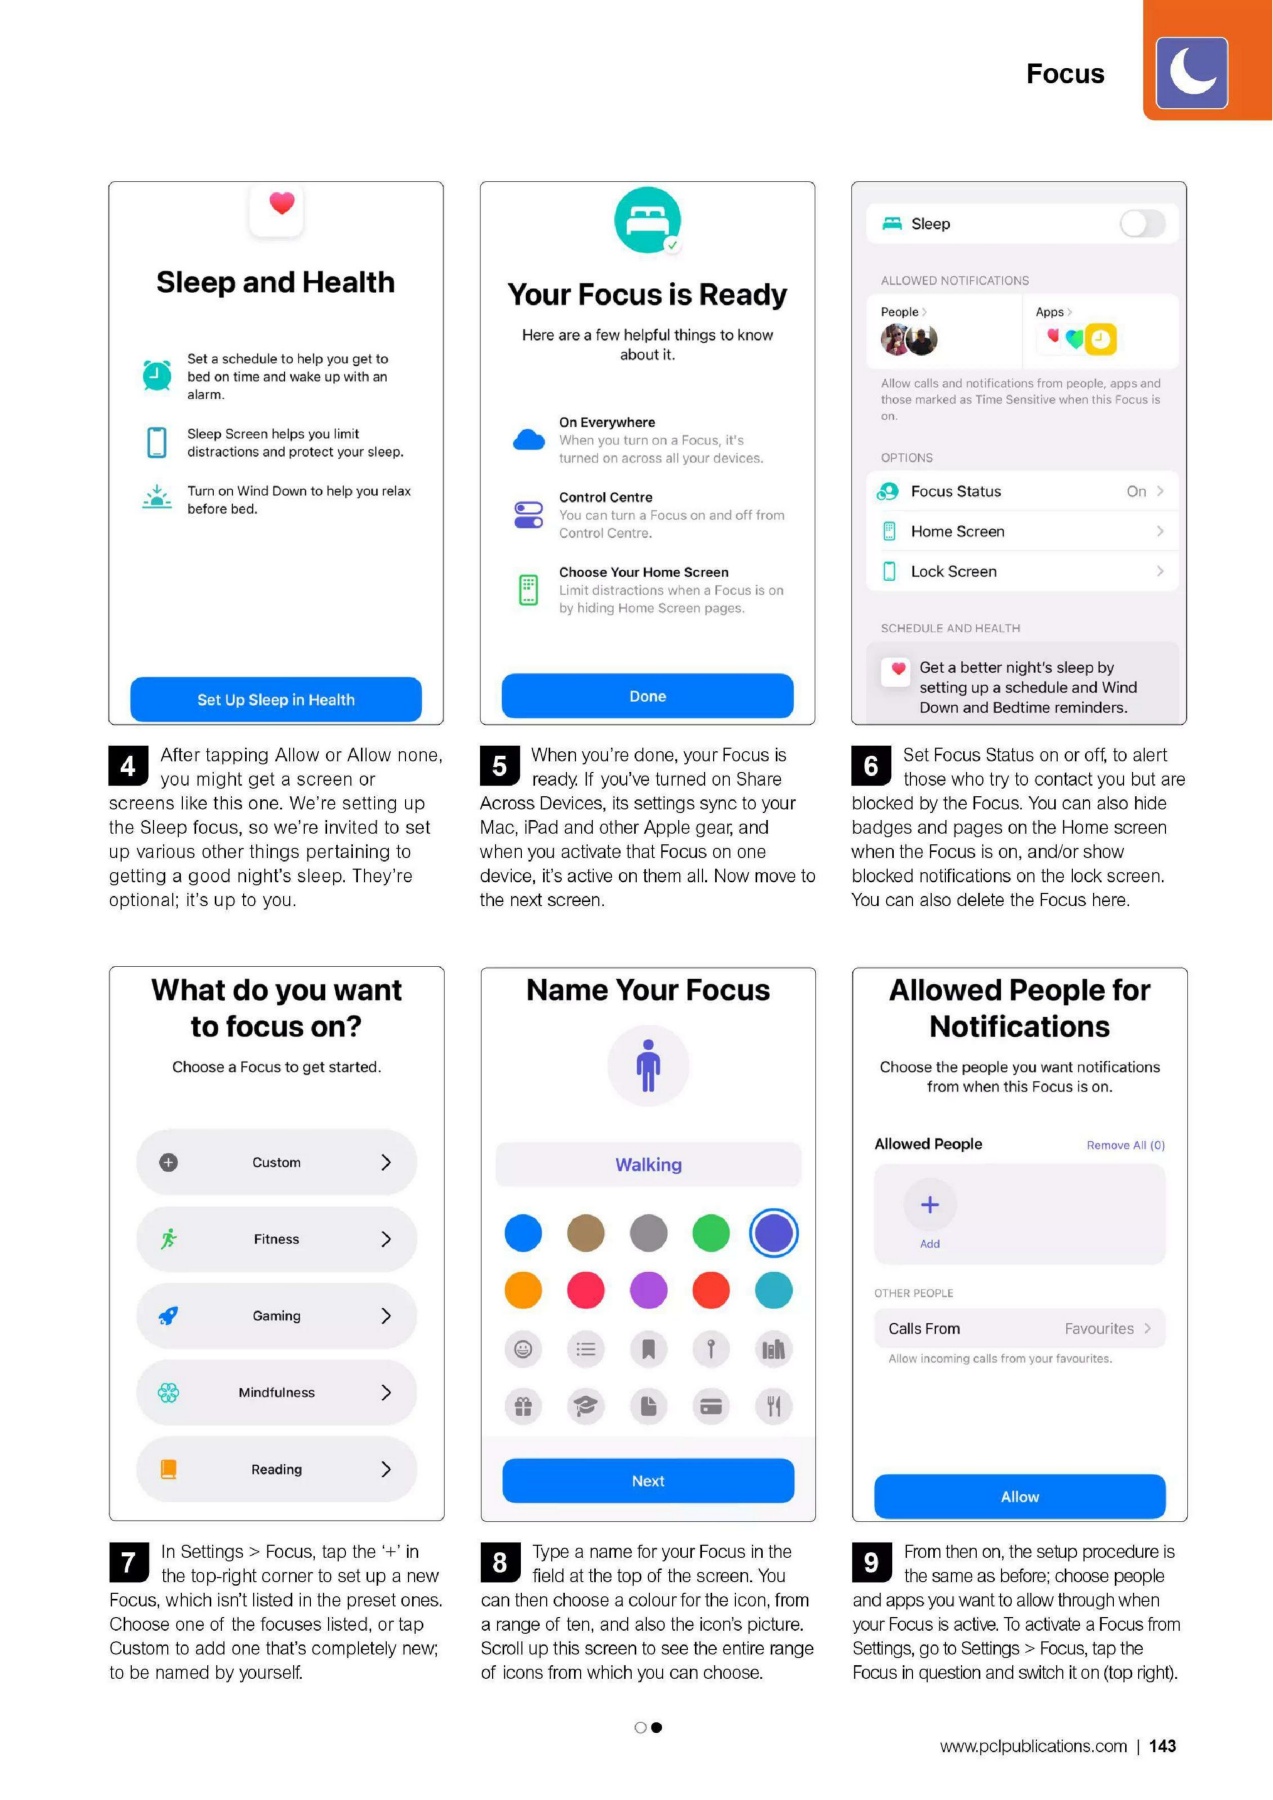 Focus
Sleep and Health
Set a schedule to help you get to
bed on time and wake up with an
alarm.
Sleep Screen helps you limit
distractions and protect your sleep.
Turn on Wind Down to help you relax
before bed.
Set Up Sleep in Health
4 After tapping Allow or Allow none,
you might get a screen or
screens like this one. We're setting up
the Sleep focus, so we're invited to set
up various other things pertaining to
getting a good night's sleep. They're
optional; it's up to you.
Your Focus is Ready
Here are a few helpful things to know
about it.
On Everywhere
When you turn on a Focus, it's
turned on across all your devices.
Control Centre
You can turn a Focus on and off from
Control Centre.
Choose Your Home Screen
Limit distractions when a Focus is on
by hiding Home Screen pages.
Done
5 When you're done, your Focus is
ready. If you've turned on Share
Across Devices, its settings sync to your
Mac, iPad and other Apple gear, and
when you activate that Focus on one
device, it's active on them all. Now move to
the next screen.
Sleep
ALLOWED NOTIFICATIONS
People >
Apps >
Allow calls and notifications from people, apps and
those marked as Time Sensitive when this Focus is
on.
OPTIONS
Focus Status On >
Home Screen >
Lock Screen >
SCHEDULE AND HEALTH
Get a better night's sleep by
setting up a schedule and Wind
Down and Bedtime reminders.
6 Set Focus Status on or off, to alert
those who try to contact you but are
blocked by the Focus. You can also hide
badges and pages on the Home screen
when the Focus is on, and/or show
blocked notifications on the lock screen.
You can also delete the Focus here.
What do you want
to focus on?
Choose a Focus to get started.
Custom
Fitness
Gaming
Mindfulness
Reading
7 In Settings > Focus, tap the '+' in
the top-right corner to set up a new
Focus, which isn't listed in the preset ones.
Choose one of the focuses listed, or tap
Custom to add one that's completely new;
to be named by yourself.
Name Your Focus
Walking
Next
8 Type a name for your Focus in the
field at the top of the screen. You
can then choose a colour for the icon, from
a range of ten, and also the icon's picture.
Scroll up this screen to see the entire range
of icons from which you can choose.
Allowed People for
Notifications
Choose the people you want notifications
from when this Focus is on.
Allowed People Remove All (0)
Add
OTHER PEOPLE
Calls From Favourites >
Allow incoming calls from your favourites.
Allow
9 From then on, the setup procedure is
the same as before; choose people
and apps you want to allow through when
your Focus is active. To activate a Focus from
Settings, go to Settings > Focus, tap the
Focus in question and switch it on (top right).
www.pclpublications.com | 143